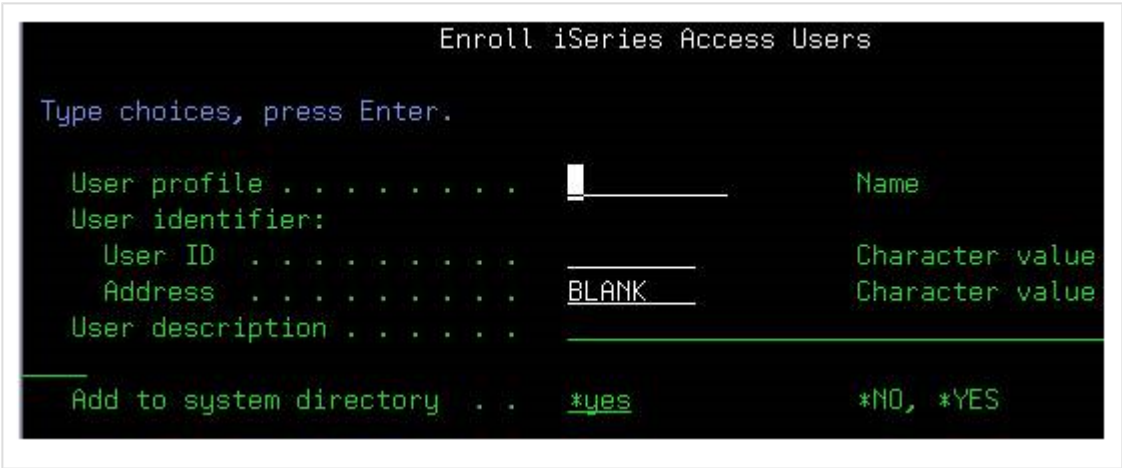 Enroll iSeries Access Users
Type choices, press Enter.
User profile . . . . . . . . Name
User identifier:
User ID . . . . . . . . . Character value
Address . . . . . . . . . BLANK Character value
User description . . . . . .
Add to system directory . . *yes *NO, *YES